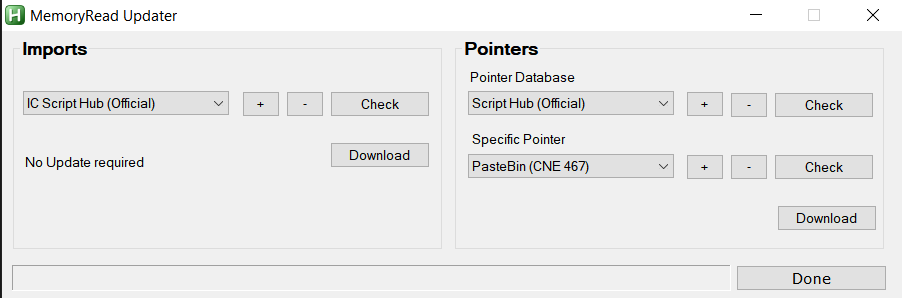 MemoryRead Updater
Imports
IC Script Hub (Official)
+
-
Check
No Update required
Download
Pointers
Pointer Database
Script Hub (Official)
+
-
Check
Specific Pointer
PasteBin (CNE 467)
+
-
Check
Download
Done